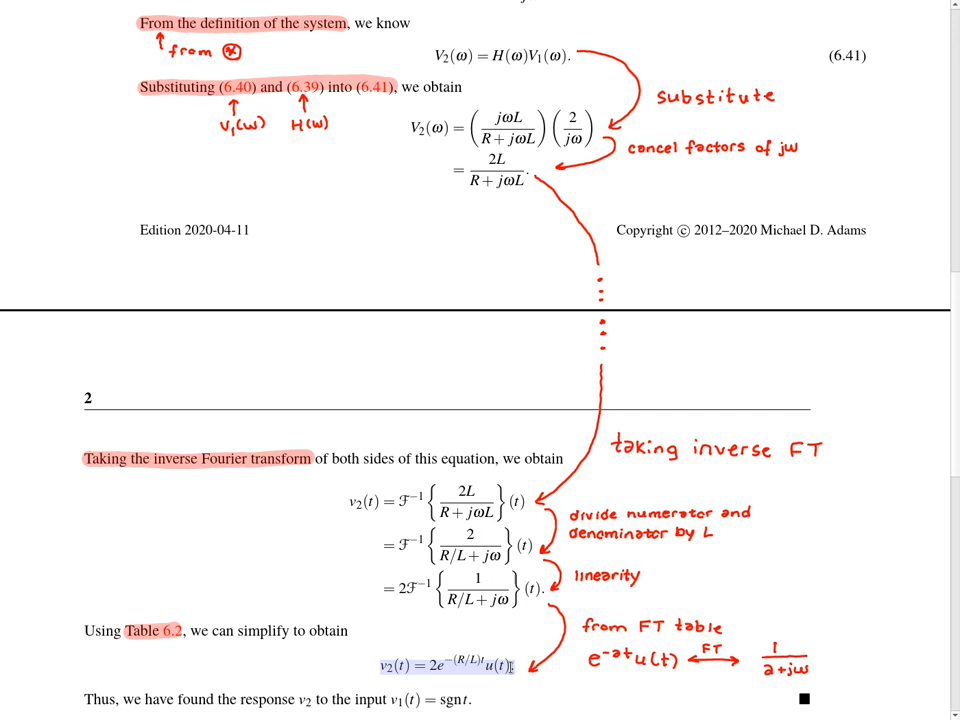 From the definition of the system, we know
from *
V₂(ω) = H(ω)V₁(ω). (6.41)
substitute
Substituting (6.40) and (6.39) into (6.41), we obtain
V₁(ω) H(ω)
V₂(ω) = (jωL / (R + jωL)) (2 / jω)
cancel factors of jω
= 2L / (R + jωL).
Edition 2020-04-11 Copyright © 2012–2020 Michael D. Adams
2
taking inverse FT
Taking the inverse Fourier transform of both sides of this equation, we obtain
v₂(t) = ℱ⁻¹ {2L / (R + jωL)} (t)
divide numerator and
denominator by L
= ℱ⁻¹ {2 / (R/L + jω)} (t)
linearity
= 2ℱ⁻¹ {1 / (R/L + jω)} (t).
Using Table 6.2, we can simplify to obtain
from FT table
e^{-at}u(t) ⟷^{FT} 1 / (a+jω)
v₂(t) = 2e^{−(R/L)t}u(t).
Thus, we have found the response v₂ to the input v₁(t) = sgn t. ■